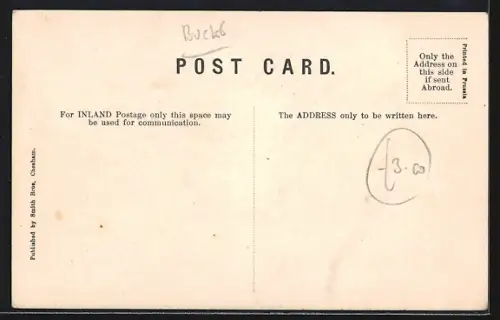 Bucks
POST CARD.
Only the
Address on
this side
if sent
Abroad.
Printed in Prussia
For INLAND Postage only this space may
be used for communication.
The ADDRESS only to be written here.
£3.00
Published by Smith Bros, Chesham.